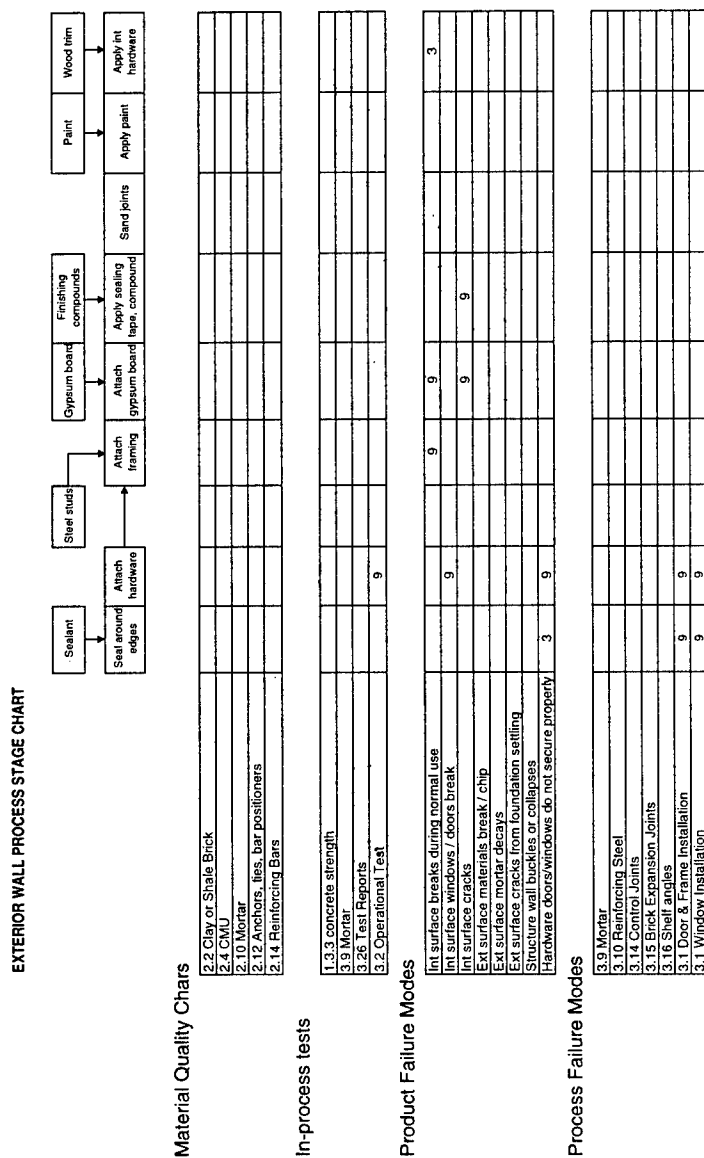 EXTERIOR WALL PROCESS STAGE CHART
Sealant
Steel studs
Gypsum board
Finishing
compounds
Paint
Wood trim
Seal around
edges
Attach
hardware
Attach
framing
Attach
gypsum board
Apply sealing
tape, compound
Sand joints
Apply paint
Apply int
hardware
Material Quality Chars
2.2 Clay or Shale Brick
2.4 CMU
2.10 Mortar
2.12 Anchors, ties, bar positioners
2.14 Reinforcing Bars
In-process tests
1.3.3 concrete strength
3.9 Mortar
3.26 Test Reports
3.2 Operational Test 9
Product Failure Modes
Int surface breaks during normal use 9 9 3
Int surface windows / doors break 9
Int surface cracks 9 9
Ext surface materials break / chip
Ext surface mortar decays
Ext surface cracks from foundation settling
Structure wall buckles or collapses
Hardware doors/windows do not secure properly 3 9
Process Failure Modes
3.9 Mortar
3.10 Reinforcing Steel
3.14 Control Joints
3.15 Brick Expansion Joints
3.16 Shelf angles
3.1 Door & Frame Installation 9 9
3.1 Window Installation 9 9